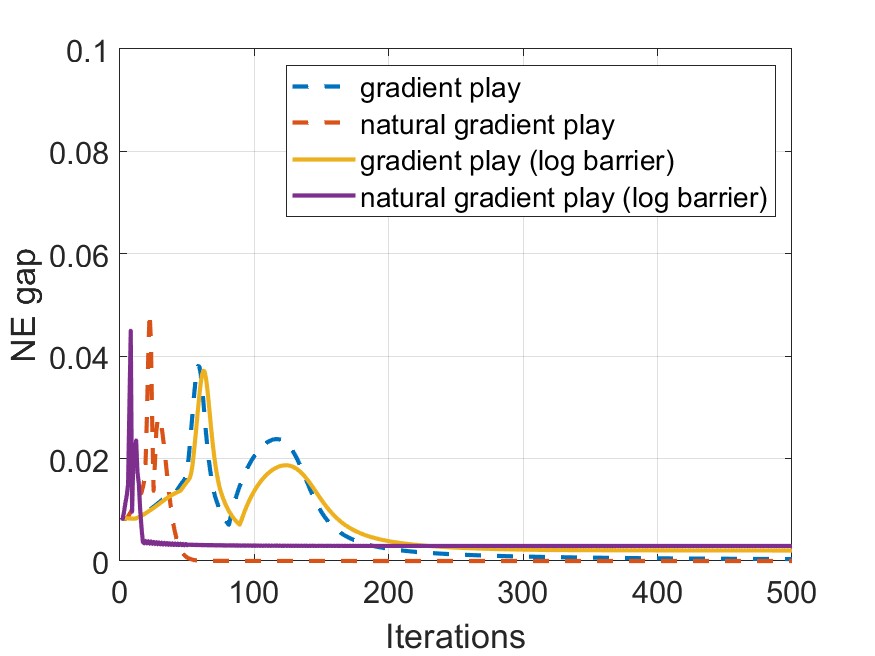 0.1
0.08
0.06
0.04
0.02
0
NE gap
gradient play
natural gradient play
gradient play (log barrier)
natural gradient play (log barrier)
0 100 200 300 400 500
Iterations